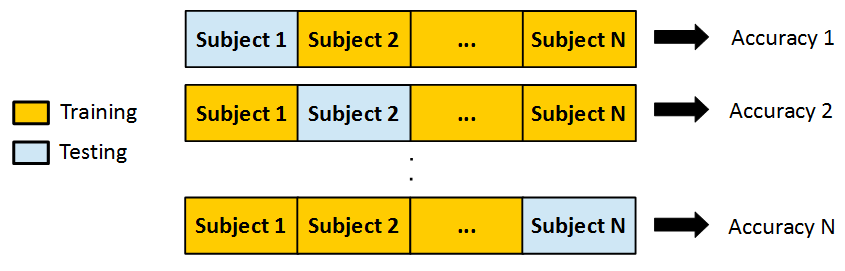 Subject 1 Subject 2 ... Subject N Accuracy 1
Training
Subject 1 Subject 2 ... Subject N Accuracy 2
Testing
:
Subject 1 Subject 2 ... Subject N Accuracy N